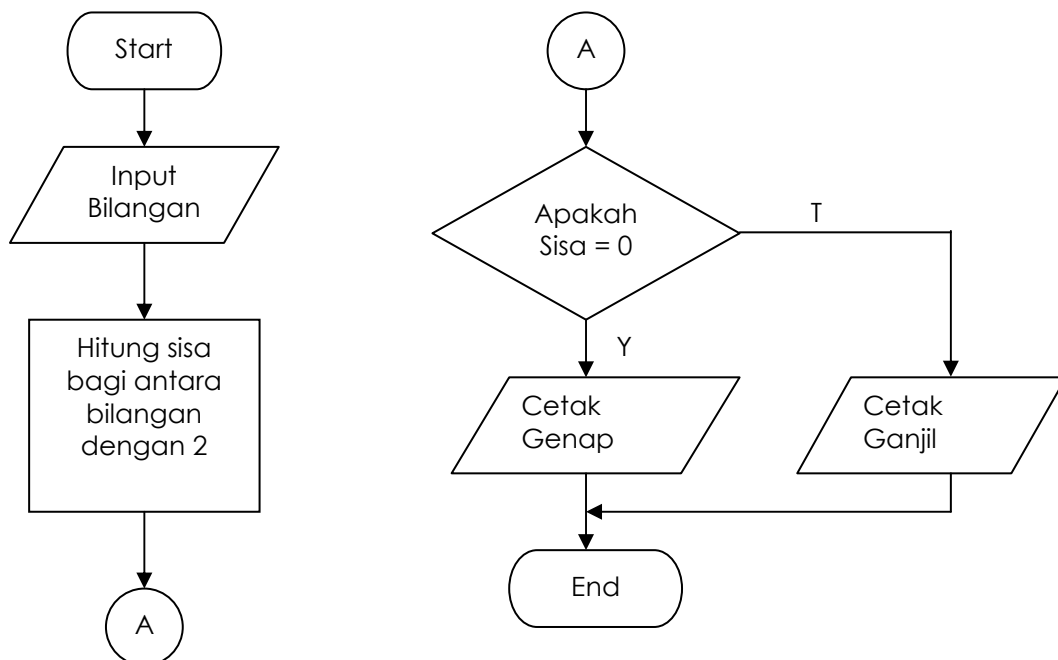 Start
Input
Bilangan
Hitung sisa
bagi antara
bilangan
dengan 2
A
A
Apakah
Sisa = 0
T
Y
Cetak
Genap
Cetak
Ganjil
End